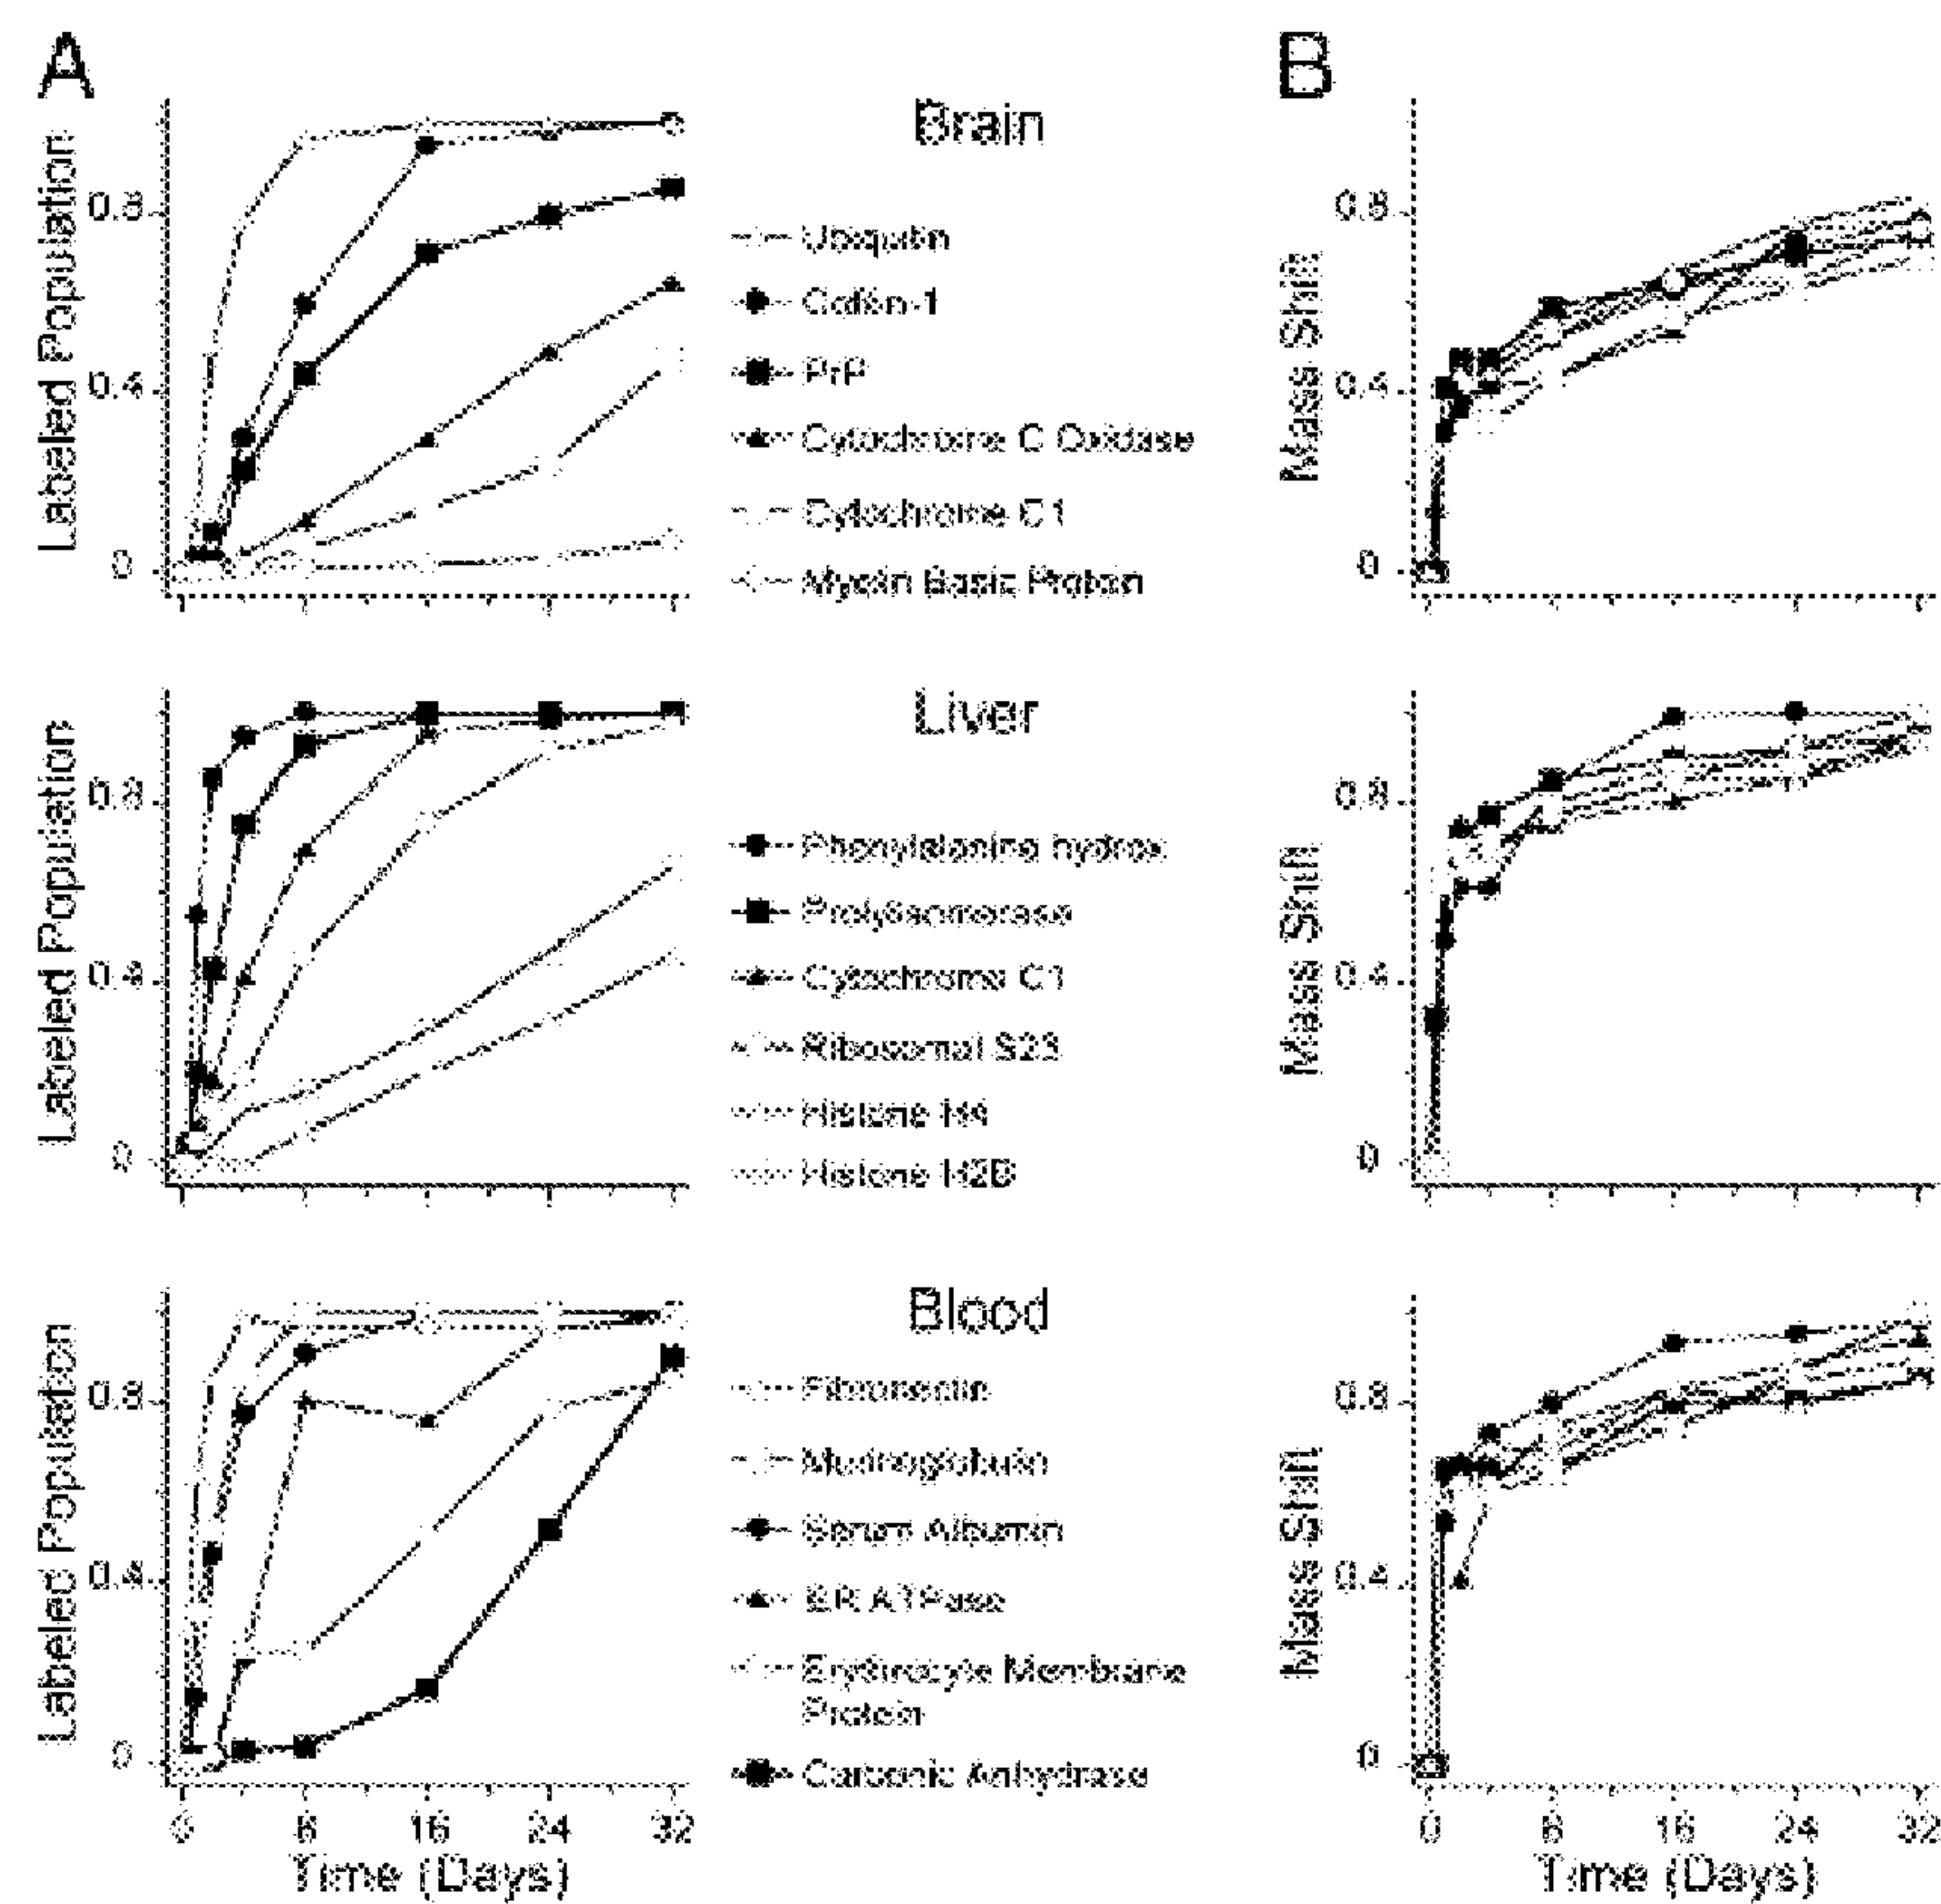 A
B
Brain
Labeled Population
0.8
0.4
0
Ubiquitin
Cofilin-1
PrP
Cytochrome C Oxidase
Cytochrome C1
Myelin Basic Protein
Mass Shift
0.8
0.4
0
Liver
Labeled Population
0.8
0.4
0
Phenylalanine hydrox.
Prolylisomerase
Cytochrome C1
Ribosomal S23
Histone H4
Histone H2B
Mass Shift
0.8
0.4
0
Blood
Labeled Population
0.8
0.4
0
Fibronectin
Murinoglobulin
Serum Albumin
ER ATPase
Erythrocyte Membrane
Protein
Carbonic Anhydrase
Mass Shift
0.8
0.4
0
0 8 16 24 32
Time (Days)
0 8 16 24 32
Time (Days)